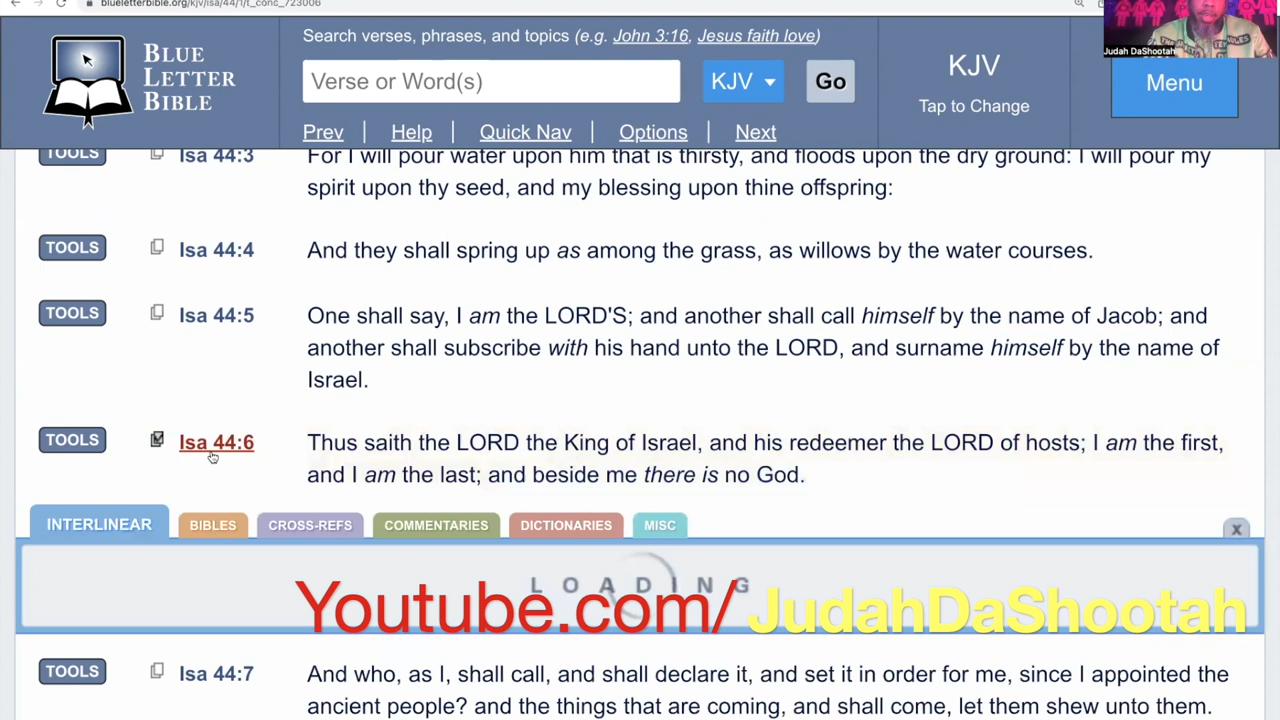 blueletterbible.org/kjv/isa/44/1/t_conc_723006
Judah DaShootah
BLUE
LETTER
BIBLE
Search verses, phrases, and topics (e.g. John 3:16, Jesus faith love)
Verse or Word(s)
KJV
Go
Prev | Help | Quick Nav | Options | Next
KJV
Tap to Change
Menu
TOOLS Isa 44:3 For I will pour water upon him that is thirsty, and floods upon the dry ground: I will pour my
spirit upon thy seed, and my blessing upon thine offspring:
TOOLS Isa 44:4 And they shall spring up as among the grass, as willows by the water courses.
TOOLS Isa 44:5 One shall say, I am the LORD'S; and another shall call himself by the name of Jacob; and
another shall subscribe with his hand unto the LORD, and surname himself by the name of
Israel.
TOOLS Isa 44:6 Thus saith the LORD the King of Israel, and his redeemer the LORD of hosts; I am the first,
and I am the last; and beside me there is no God.
INTERLINEAR BIBLES CROSS-REFS COMMENTARIES DICTIONARIES MISC X
LOADING
Youtube.com/JudahDaShootah
TOOLS Isa 44:7 And who, as I, shall call, and shall declare it, and set it in order for me, since I appointed the
ancient people? and the things that are coming, and shall come, let them shew unto them.